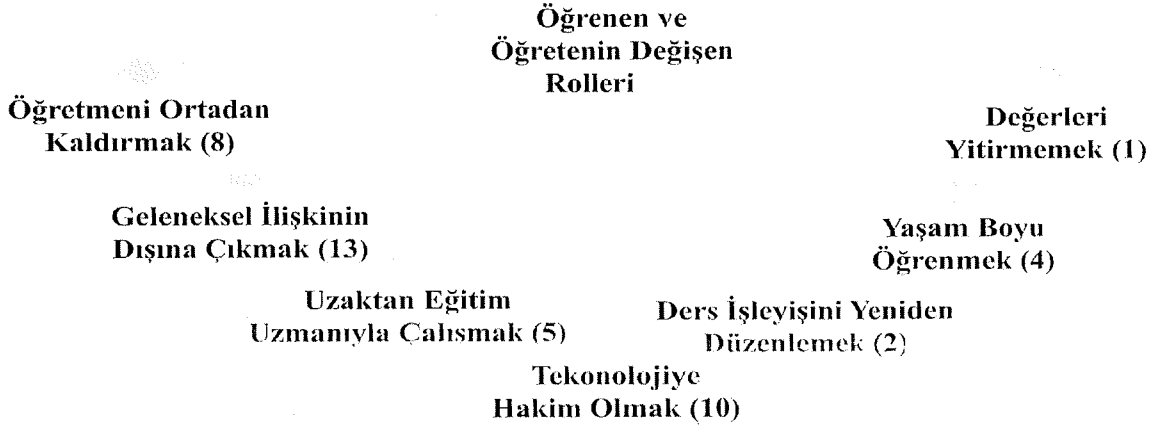 Öğrenen ve
Öğretenin Değişen
Rolleri
Öğretmeni Ortadan
Kaldırmak (8)
Değerleri
Yitirmemek (1)
Geleneksel İlişkinin
Dışına Çıkmak (13)
Yaşam Boyu
Öğrenmek (4)
Uzaktan Eğitim
Uzmanıyla Çalısmak (5)
Ders İşleyişini Yeniden
Düzenlemek (2)
Tekonolojiye
Hakim Olmak (10)